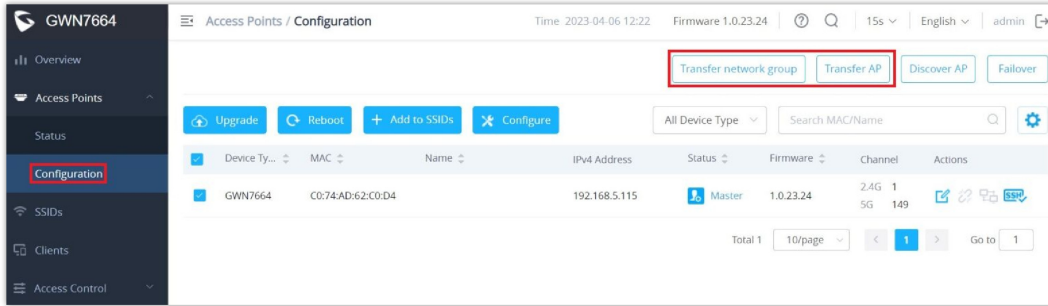 GWN7664
Access Points / Configuration
Time 2023-04-06 12:22
Firmware 1.0.23.24
15s
English
admin
Overview
Access Points
Status
Configuration
SSIDs
Clients
Access Control
Transfer network group
Transfer AP
Discover AP
Failover
Upgrade
Reboot
+ Add to SSIDs
Configure
All Device Type
Search MAC/Name
Device Ty... MAC Name IPv4 Address Status Firmware Channel Actions
GWN7664 C0:74:AD:62:C0:D4 192.168.5.115 Master 1.0.23.24 2.4G 1 SSH
5G 149
Total 1 10/page < 1 > Go to 1